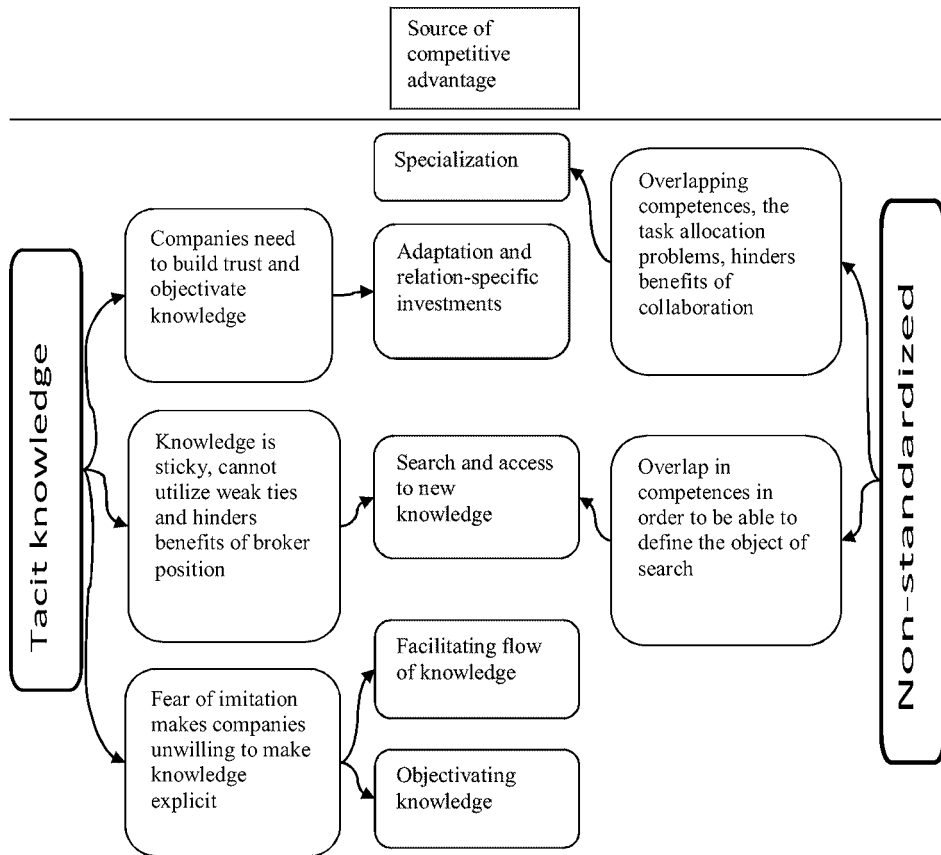 Source of
competitive
advantage
Specialization
Overlapping
competences, the
task allocation
problems, hinders
benefits of
collaboration
Companies need
to build trust and
objectivate
knowledge
Adaptation and
relation-specific
investments
Tacit knowledge
Non-standardized
Knowledge is
sticky, cannot
utilize weak ties
and hinders
benefits of broker
position
Search and access
to new
knowledge
Overlap in
competences in
order to be able to
define the object of
search
Facilitating flow
of knowledge
Fear of imitation
makes companies
unwilling to make
knowledge
explicit
Objectivating
knowledge